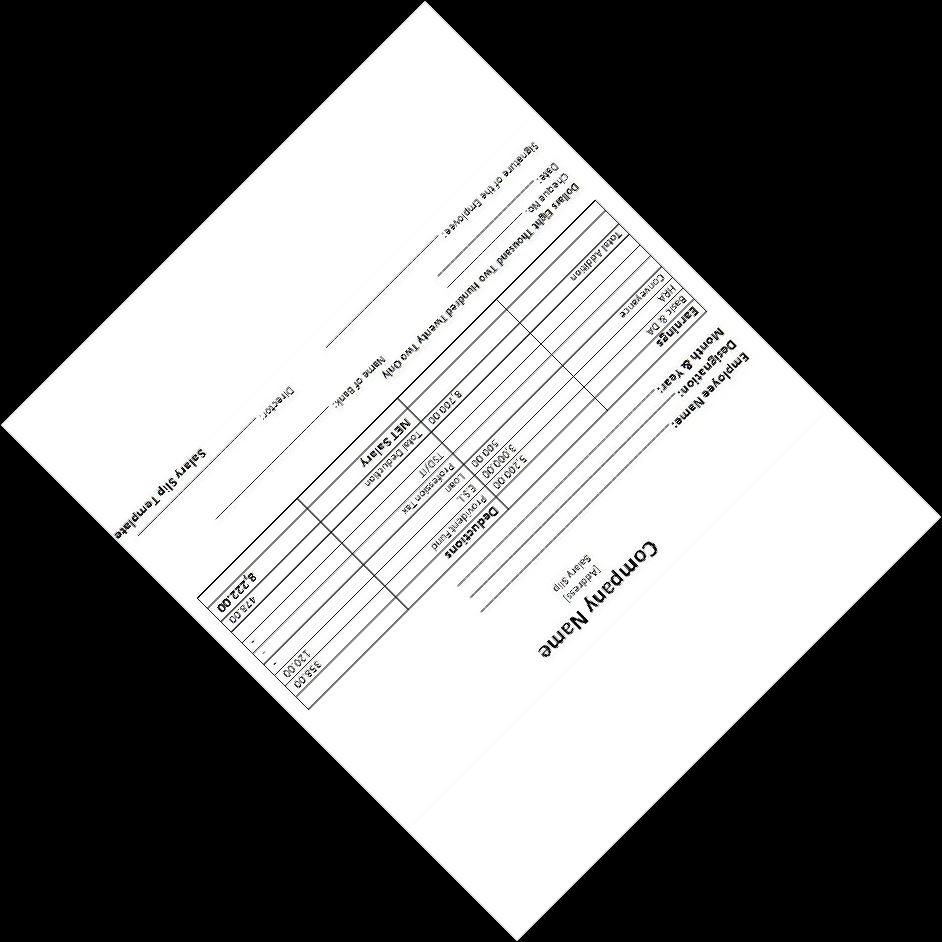 Company Name
[Address]
Salary Slip
Employee Name:
Designation:
Month & Year:
Earnings Deductions
Basic & DA 5,200.00 Provident Fund 358.00
HRA 3,000.00 E.S.I. 120.00
Conveyance 500.00 Loan -
Profession Tax -
TSD/IT -
Total Addition 8,700.00 Total Deduction 478.00
NET Salary 8,222.00
Dollars Eight Thousand Two Hundred Twenty Two Only
Cheque No. Name of Bank:
Date:
Signature of the Employee: Director:
Salary Slip Template